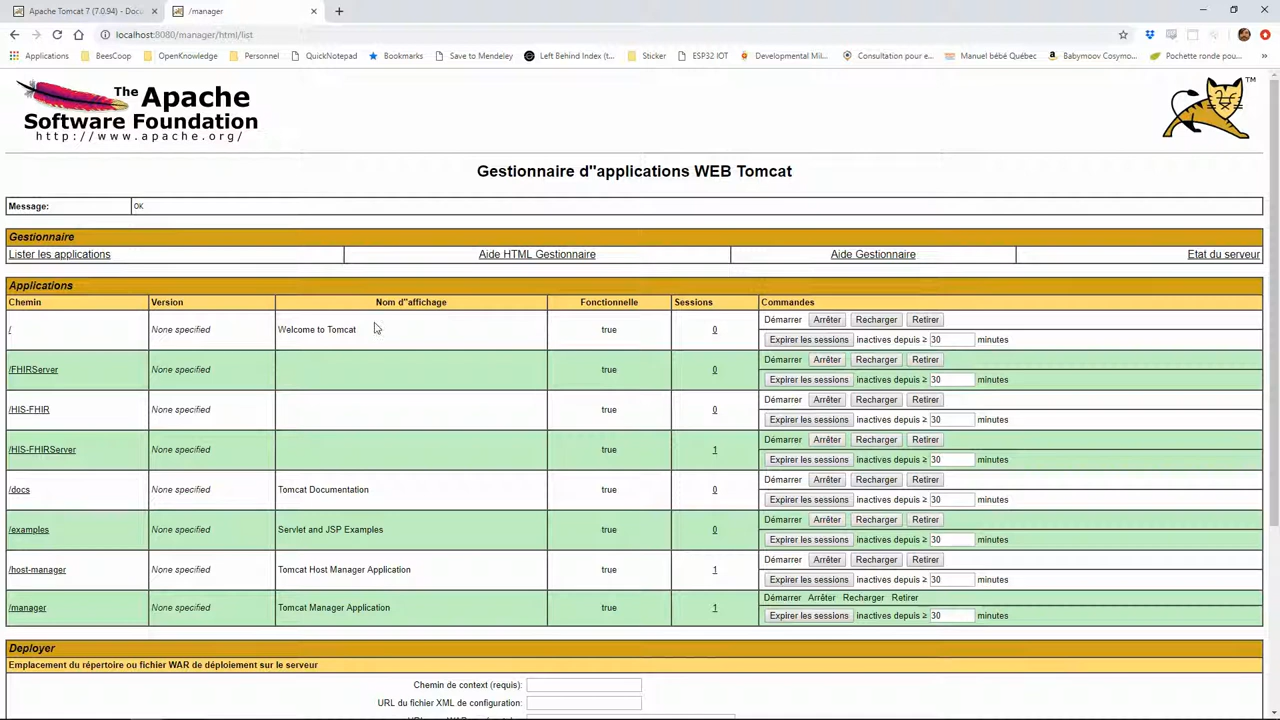 Apache Tomcat 7 (7.0.94) - Docu
/manager
localhost:8080/manager/html/list
Applications BeesCoop OpenKnowledge Personnel QuickNotepad Bookmarks Save to Mendeley Left Behind Index (t... Sticker ESP32 IOT Developmental Mil... Consultation pour e... Manuel bébé Québec Babymoov Cosymo... Pochette ronde pou...
The Apache
Software Foundation
http://www.apache.org/
TM
Gestionnaire d''applications WEB Tomcat
Message: OK
Gestionnaire
Lister les applications Aide HTML Gestionnaire Aide Gestionnaire Etat du serveur
Applications
Chemin Version Nom d''affichage Fonctionnelle Sessions Commandes
/ None specified Welcome to Tomcat true 0 Démarrer Arrêter Recharger Retirer
Expirer les sessions inactives depuis ≥ 30 minutes
/FHIRServer None specified true 0 Démarrer Arrêter Recharger Retirer
Expirer les sessions inactives depuis ≥ 30 minutes
/HIS-FHIR None specified true 0 Démarrer Arrêter Recharger Retirer
Expirer les sessions inactives depuis ≥ 30 minutes
/HIS-FHIRServer None specified true 1 Démarrer Arrêter Recharger Retirer
Expirer les sessions inactives depuis ≥ 30 minutes
/docs None specified Tomcat Documentation true 0 Démarrer Arrêter Recharger Retirer
Expirer les sessions inactives depuis ≥ 30 minutes
/examples None specified Servlet and JSP Examples true 0 Démarrer Arrêter Recharger Retirer
Expirer les sessions inactives depuis ≥ 30 minutes
/host-manager None specified Tomcat Host Manager Application true 1 Démarrer Arrêter Recharger Retirer
Expirer les sessions inactives depuis ≥ 30 minutes
/manager None specified Tomcat Manager Application true 1 Démarrer Arrêter Recharger Retirer
Expirer les sessions inactives depuis ≥ 30 minutes
Deployer
Emplacement du répertoire ou fichier WAR de déploiement sur le serveur
Chemin de context (requis):
URL du fichier XML de configuration: